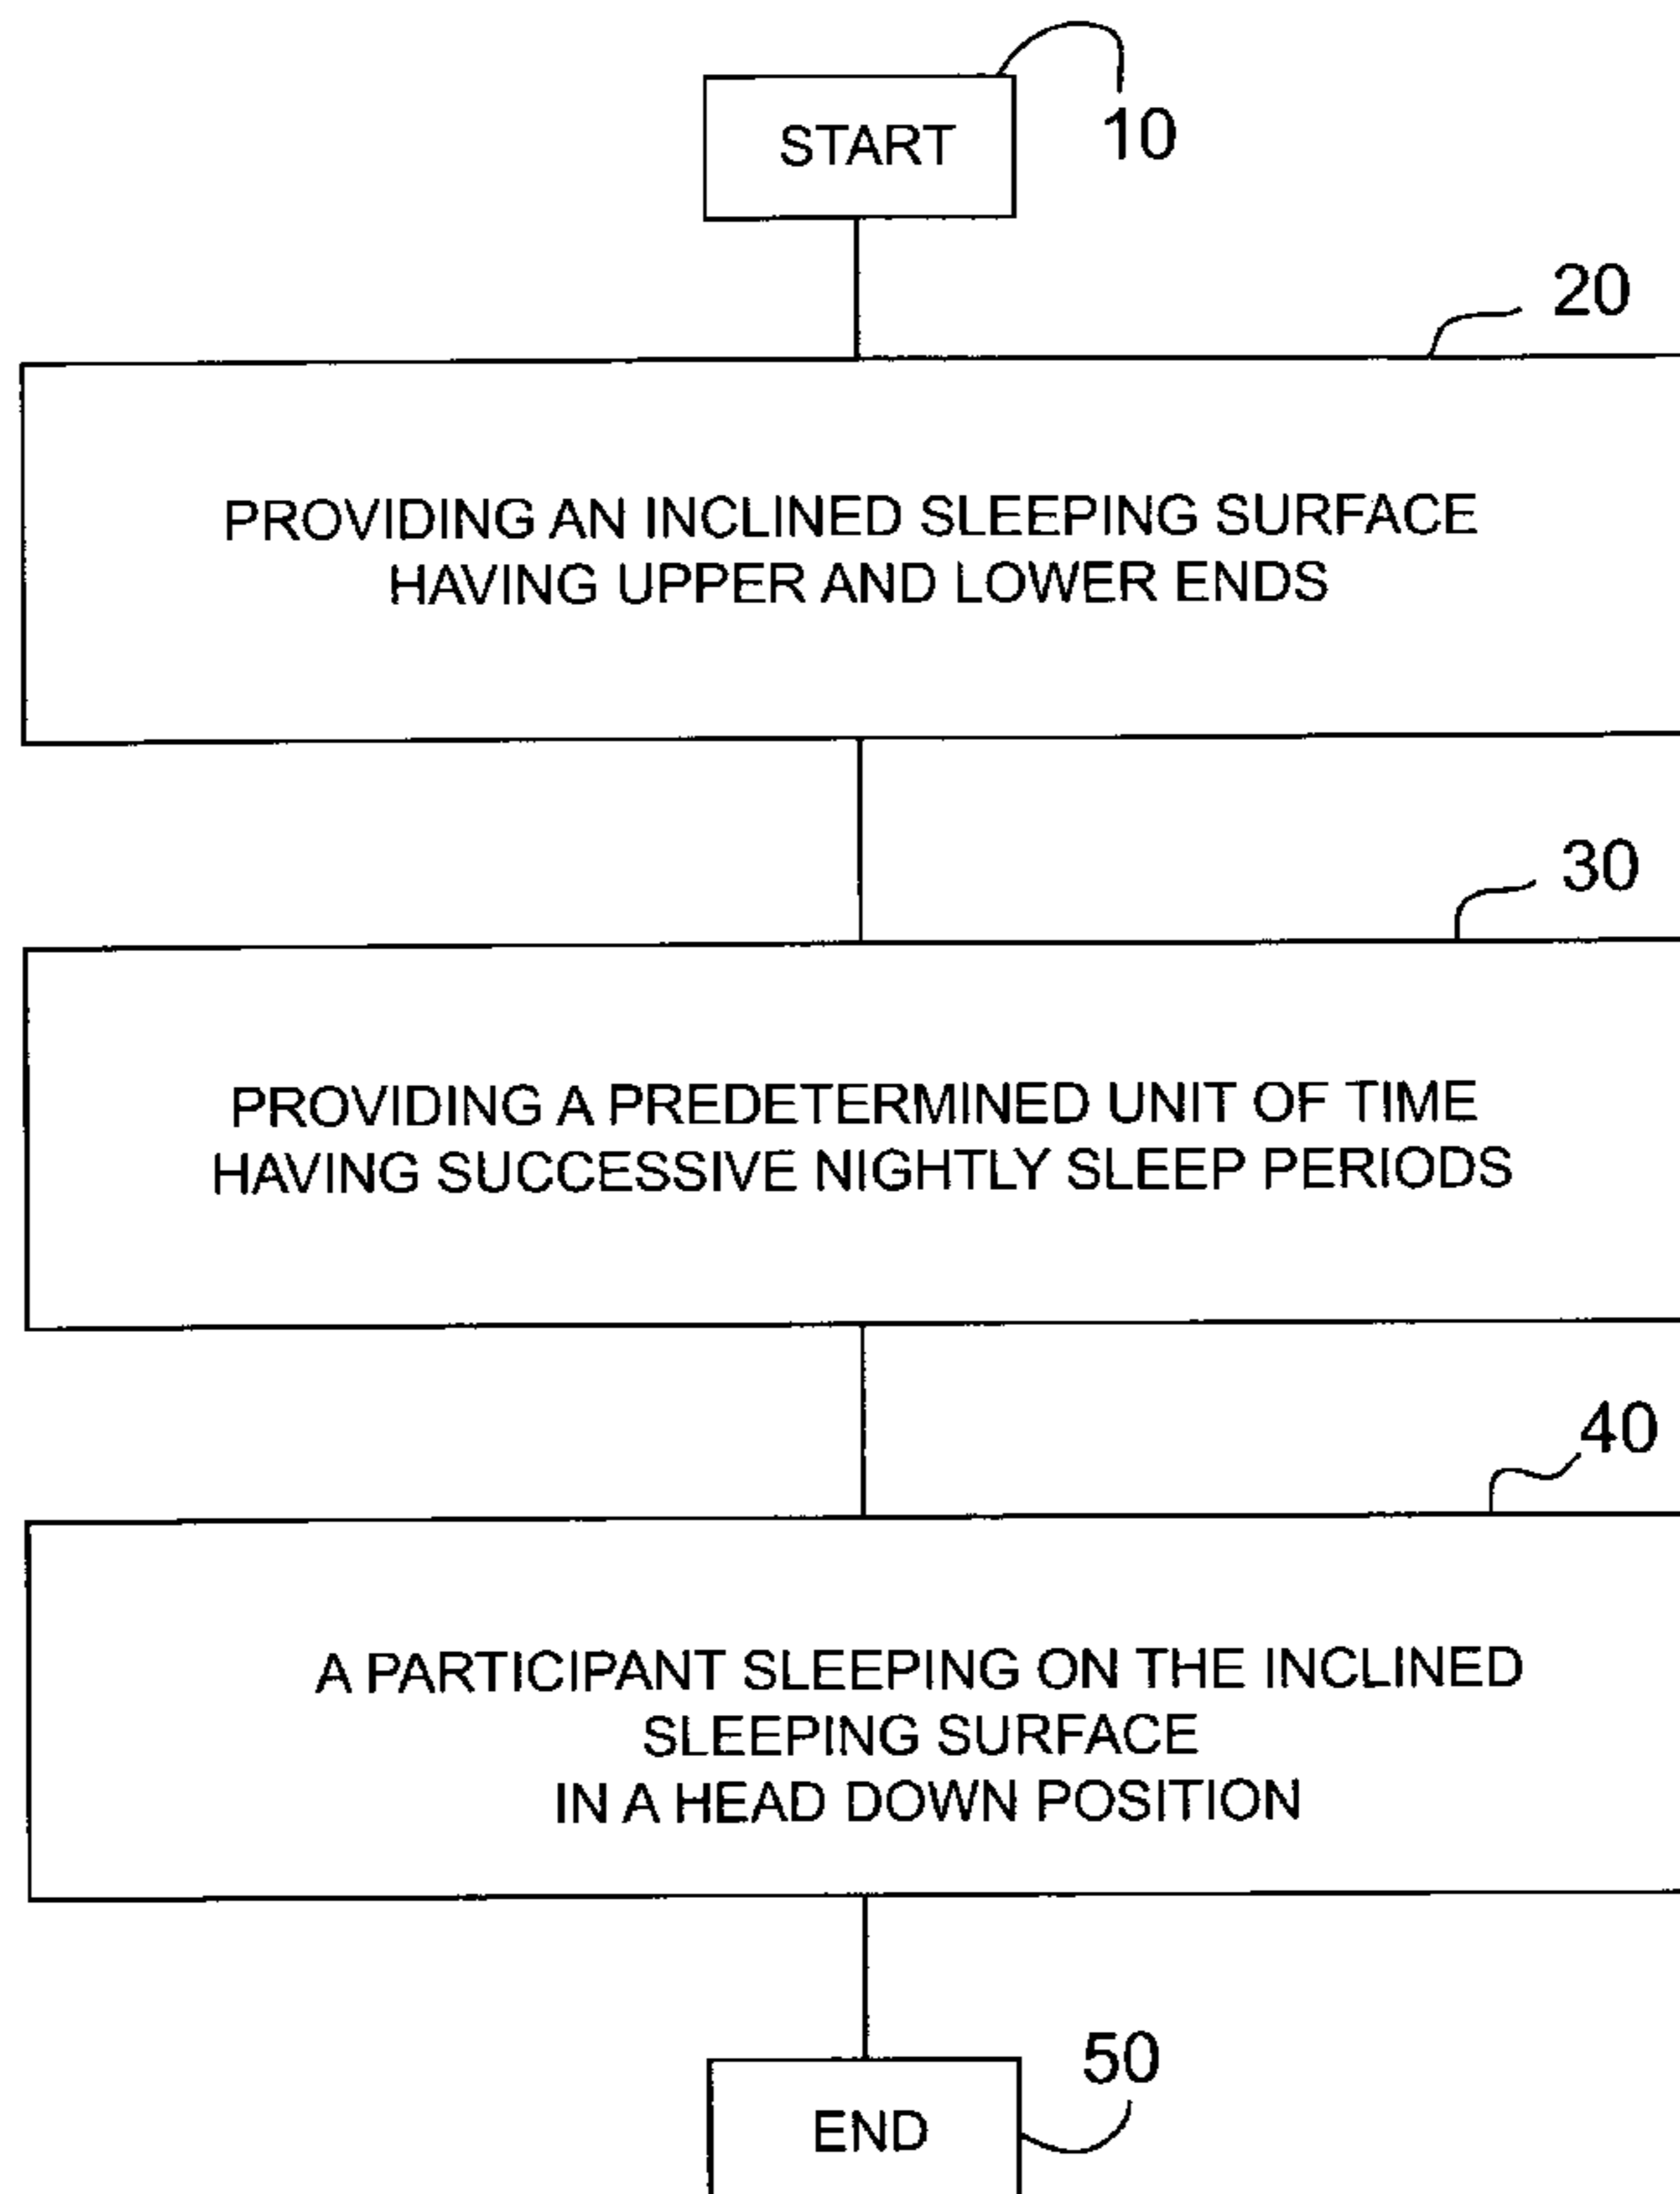 START
10
20
PROVIDING AN INCLINED SLEEPING SURFACE
HAVING UPPER AND LOWER ENDS
30
PROVIDING A PREDETERMINED UNIT OF TIME
HAVING SUCCESSIVE NIGHTLY SLEEP PERIODS
40
A PARTICIPANT SLEEPING ON THE INCLINED
SLEEPING SURFACE
IN A HEAD DOWN POSITION
50
END